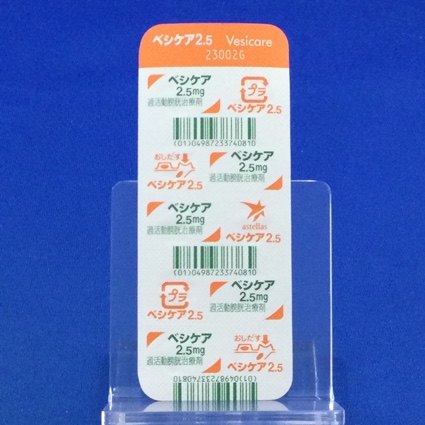 ベシケア2.5 Vesicare
230026
ベシケア
2.5mg
過活動膀胱治療剤
プラ
ベシケア2.5
(01)04987233740810
おしだす
ベシケア2.5
ベシケア
2.5mg
過活動膀胱治療剤
ベシケア
2.5mg
過活動膀胱治療剤
astellas
ベシケア2.5
(01)04987233740810
プラ
ベシケア2.5
ベシケア
2.5mg
過活動膀胱治療剤
ベシケア
2.5mg
過活動膀胱治療剤
おしだす
ベシケア2.5
(01)04987233740810